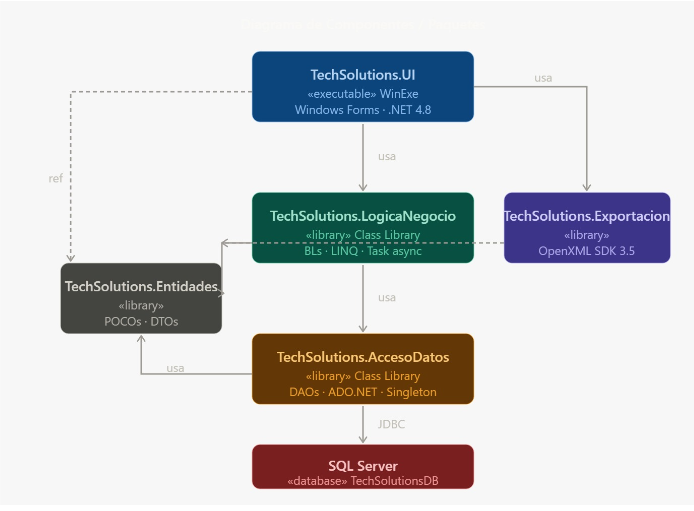 TechSolutions.UI
«executable» WinExe
Windows Forms · .NET 4.8
usa
usa
ref
TechSolutions.LogicaNegocio
«library» Class Library
BLs · LINQ · Task async
TechSolutions.Exportacion
«library»
OpenXML SDK 3.5
TechSolutions.Entidades.
«library»
POCOs · DTOs
usa
TechSolutions.AccesoDatos
«library» Class Library
DAOs · ADO.NET · Singleton
usa
JDBC
SQL Server
«database» TechSolutionsDB